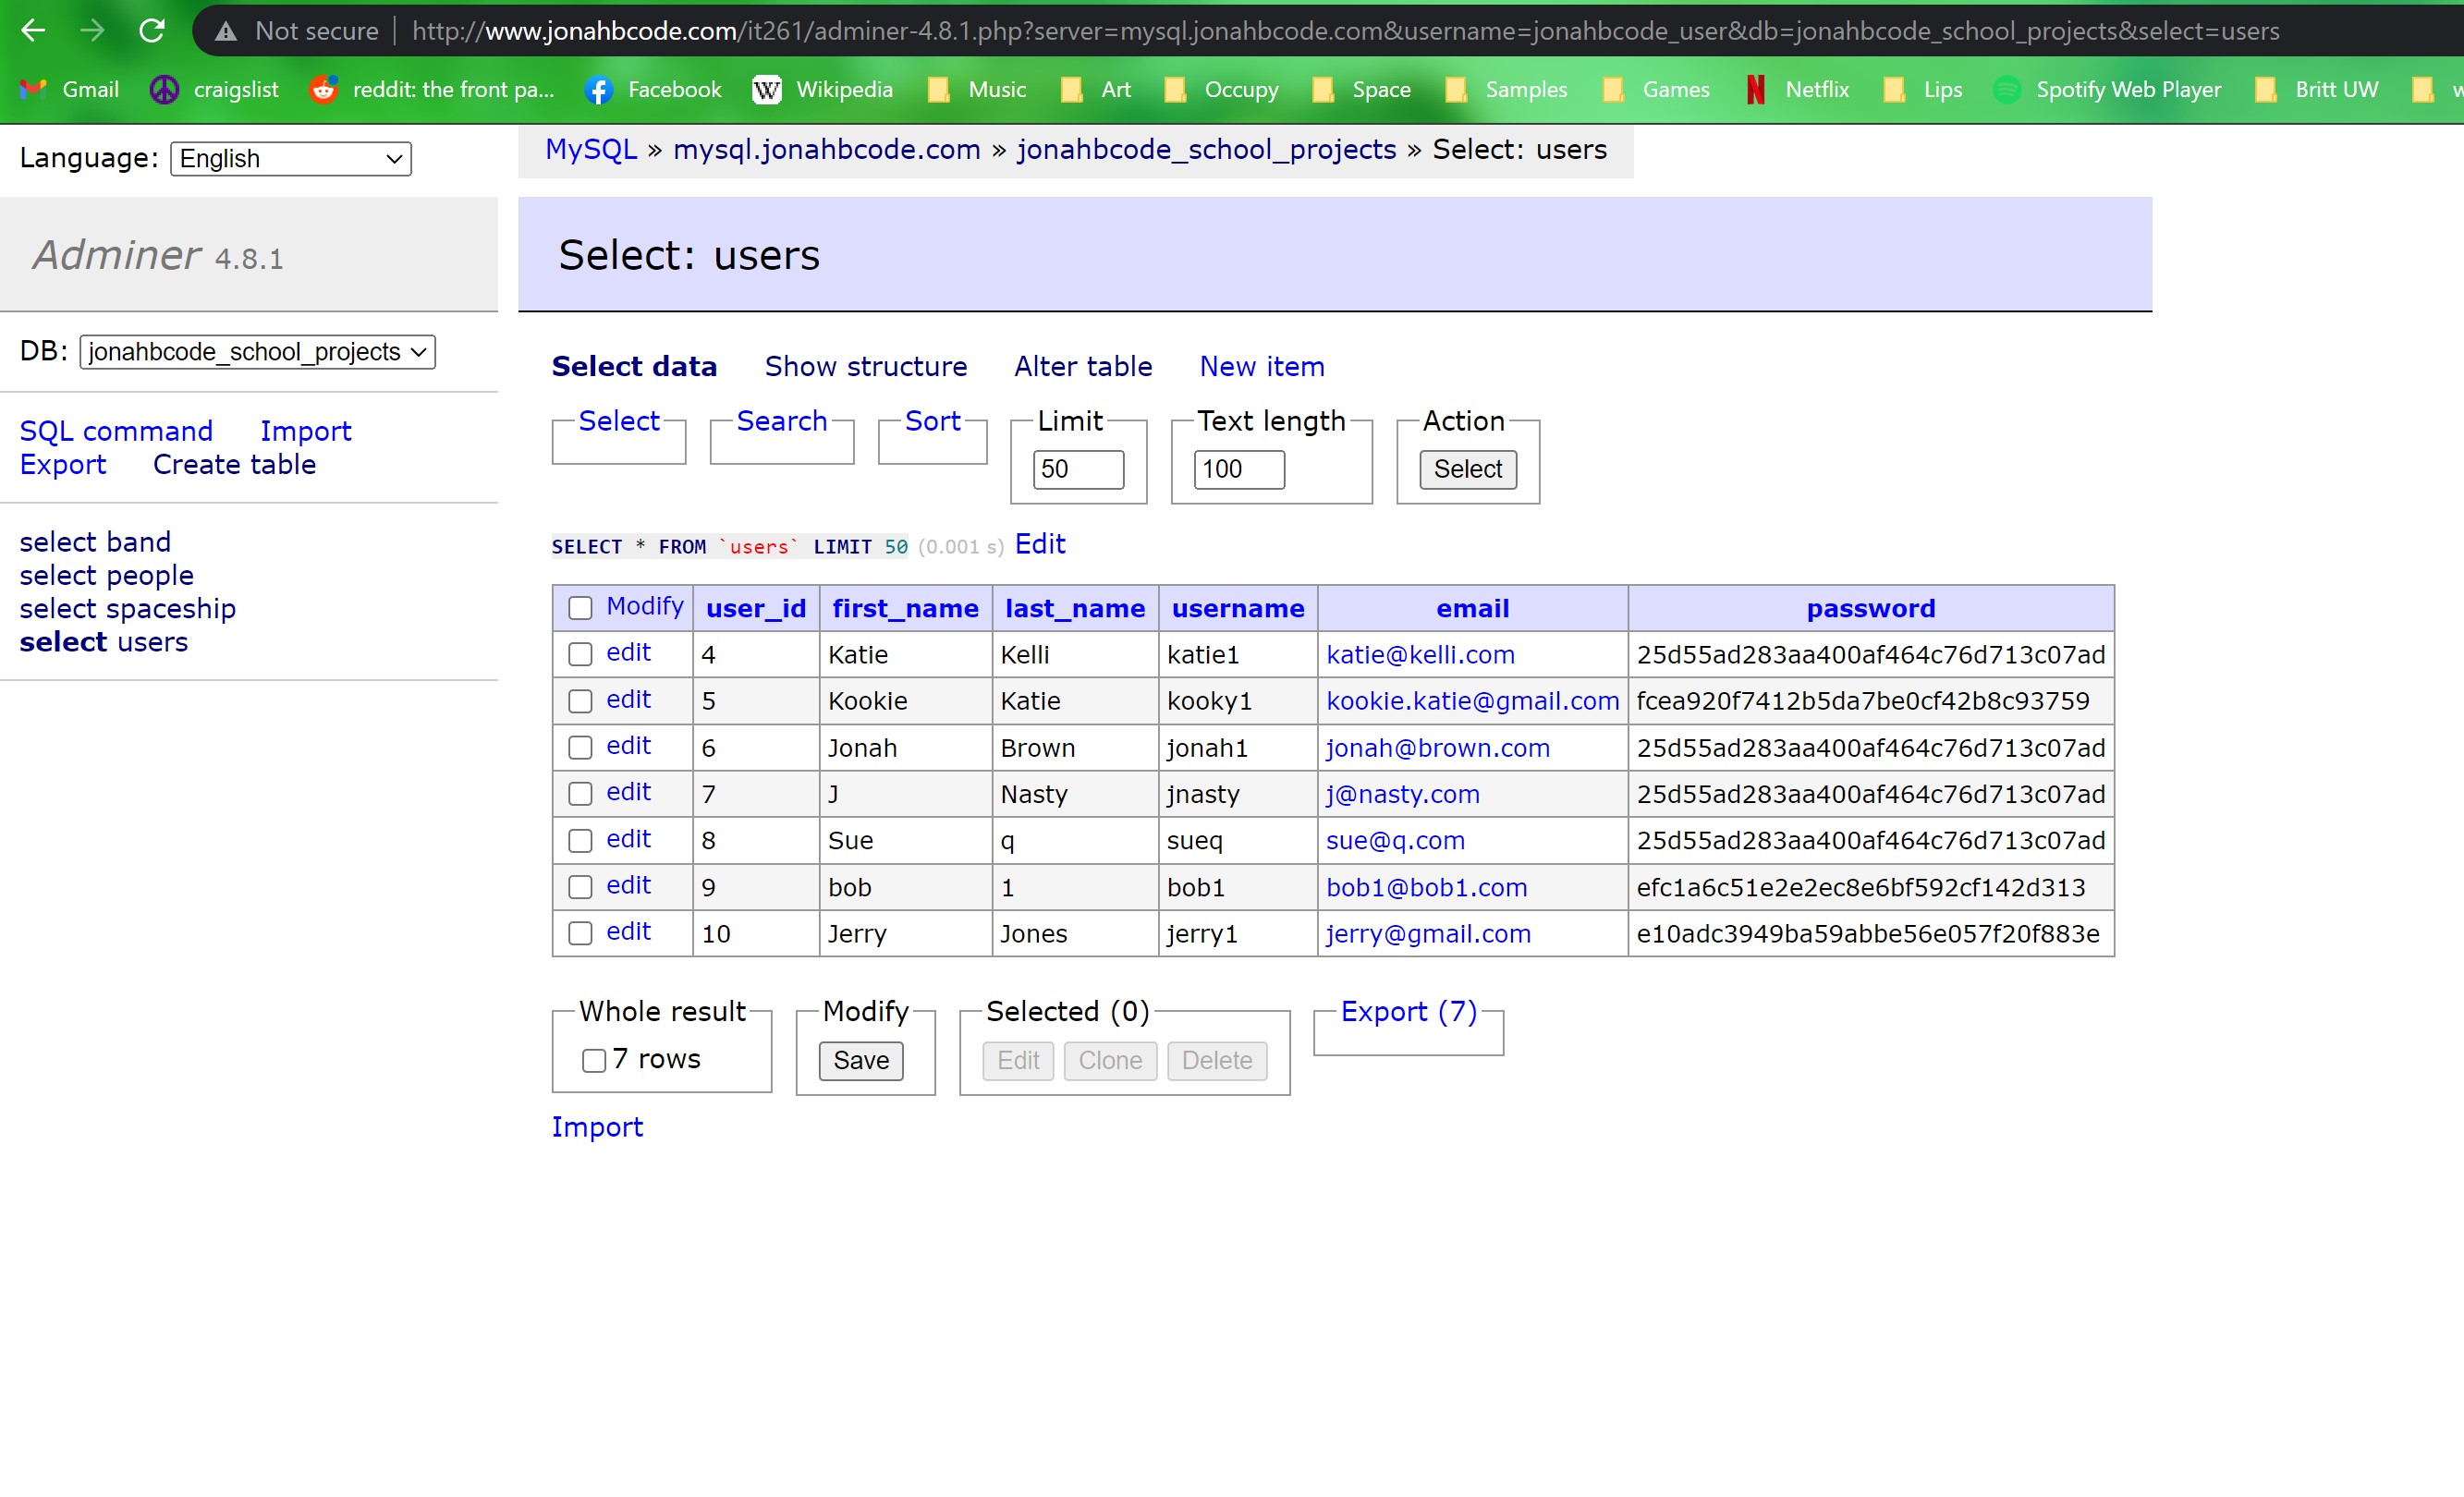 Not secure http://www.jonahbcode.com/it261/adminer-4.8.1.php?server=mysql.jonahbcode.com&username=jonahbcode_user&db=jonahbcode_school_projects&select=users
Gmail craigslist reddit: the front pa... Facebook W Wikipedia Music Art Occupy Space Samples Games N Netflix Lips Spotify Web Player Britt UW
Language: English
MySQL » mysql.jonahbcode.com » jonahbcode_school_projects » Select: users
Adminer 4.8.1
Select: users
DB: jonahbcode_school_projects
SQL command Import
Export Create table
select band
select people
select spaceship
select users
Select data Show structure Alter table New item
Select Search Sort Limit Text length Action
50 100 Select
SELECT * FROM `users` LIMIT 50 (0.001 s) Edit
Modify user_id first_name last_name username email password
edit 4 Katie Kelli katie1 katie@kelli.com 25d55ad283aa400af464c76d713c07ad
edit 5 Kookie Katie kooky1 kookie.katie@gmail.com fcea920f7412b5da7be0cf42b8c93759
edit 6 Jonah Brown jonah1 jonah@brown.com 25d55ad283aa400af464c76d713c07ad
edit 7 J Nasty jnasty j@nasty.com 25d55ad283aa400af464c76d713c07ad
edit 8 Sue q sueq sue@q.com 25d55ad283aa400af464c76d713c07ad
edit 9 bob 1 bob1 bob1@bob1.com efc1a6c51e2e2ec8e6bf592cf142d313
edit 10 Jerry Jones jerry1 jerry@gmail.com e10adc3949ba59abbe56e057f20f883e
Whole result Modify Selected (0) Export (7)
7 rows Save Edit Clone Delete
Import